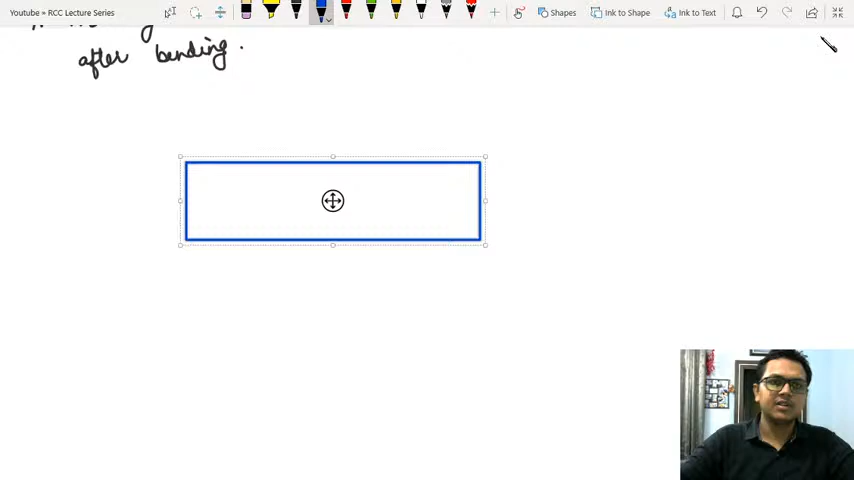 Youtube » RCC Lecture Series
Shapes
Ink to Shape
Ink to Text
after bending.